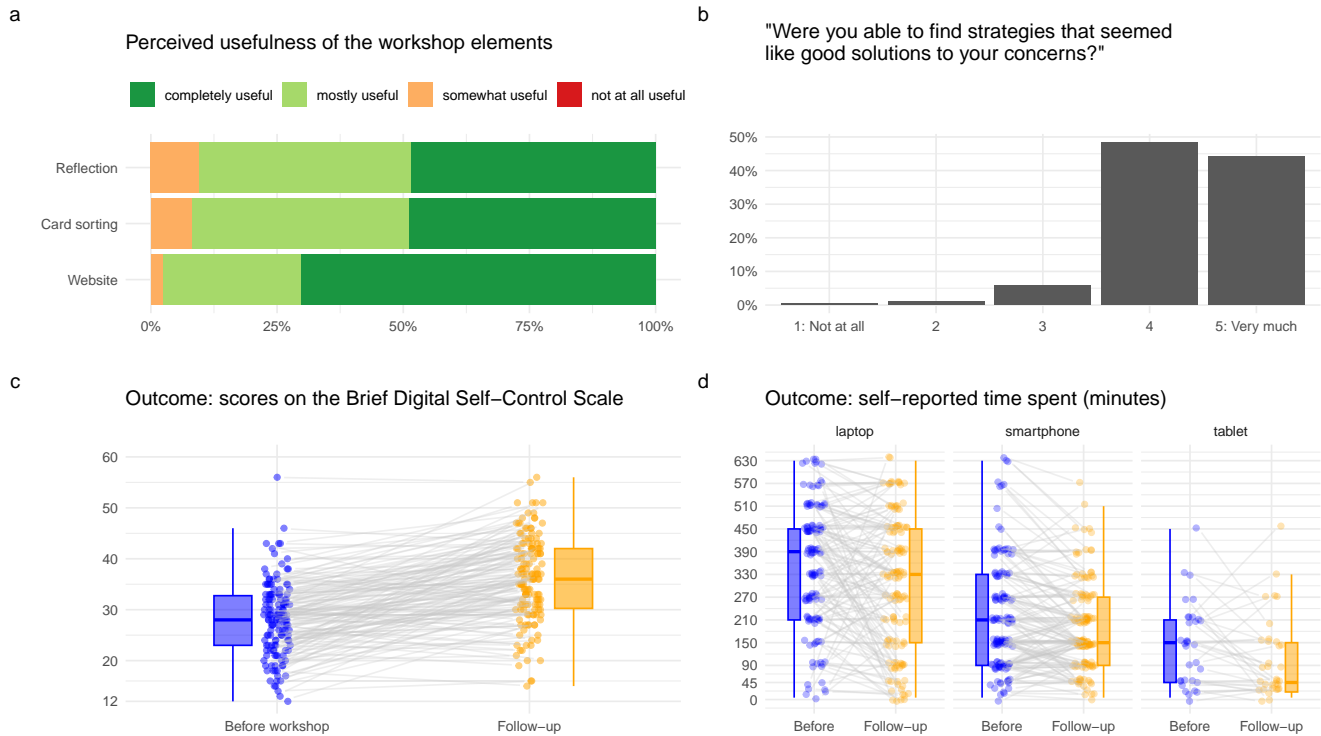 a
Perceived usefulness of the workshop elements
completely useful mostly useful somewhat useful not at all useful
Reflection
Card sorting
Website
0% 25% 50% 75% 100%
b
"Were you able to find strategies that seemed
like good solutions to your concerns?"
50%
40%
30%
20%
10%
0%
1: Not at all 2 3 4 5: Very much
c
Outcome: scores on the Brief Digital Self−Control Scale
60
50
40
30
20
12
Before workshop Follow−up
d
Outcome: self−reported time spent (minutes)
laptop smartphone tablet
630
570
510
450
390
330
270
210
150
90
45
0
Before Follow−up Before Follow−up Before Follow−up